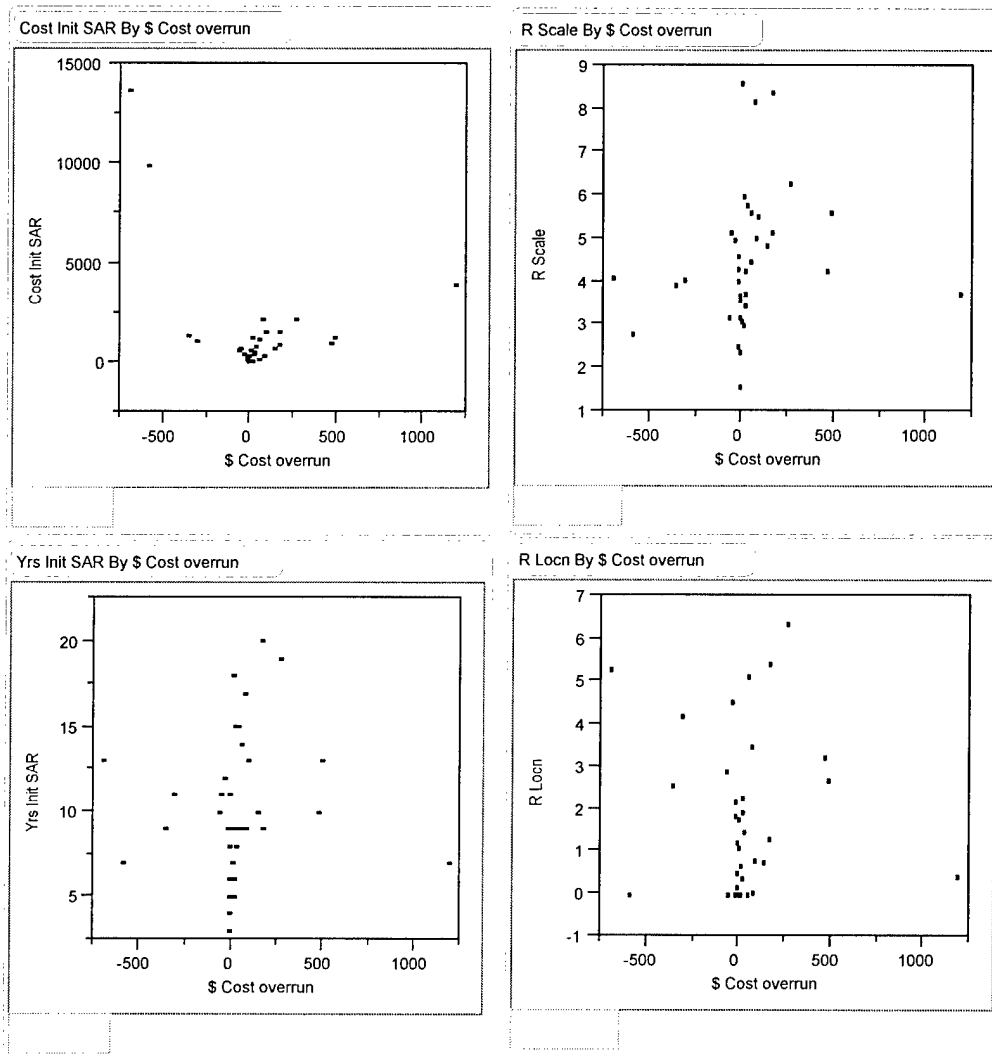 Cost Init SAR By $ Cost overrun
15000
10000
5000
0
Cost Init SAR
-500 0 500 1000
$ Cost overrun
R Scale By $ Cost overrun
9
8
7
6
5
4
3
2
1
R Scale
-500 0 500 1000
$ Cost overrun
Yrs Init SAR By $ Cost overrun
20
15
10
5
Yrs Init SAR
-500 0 500 1000
$ Cost overrun
R Locn By $ Cost overrun
7
6
5
4
3
2
1
0
-1
R Locn
-500 0 500 1000
$ Cost overrun